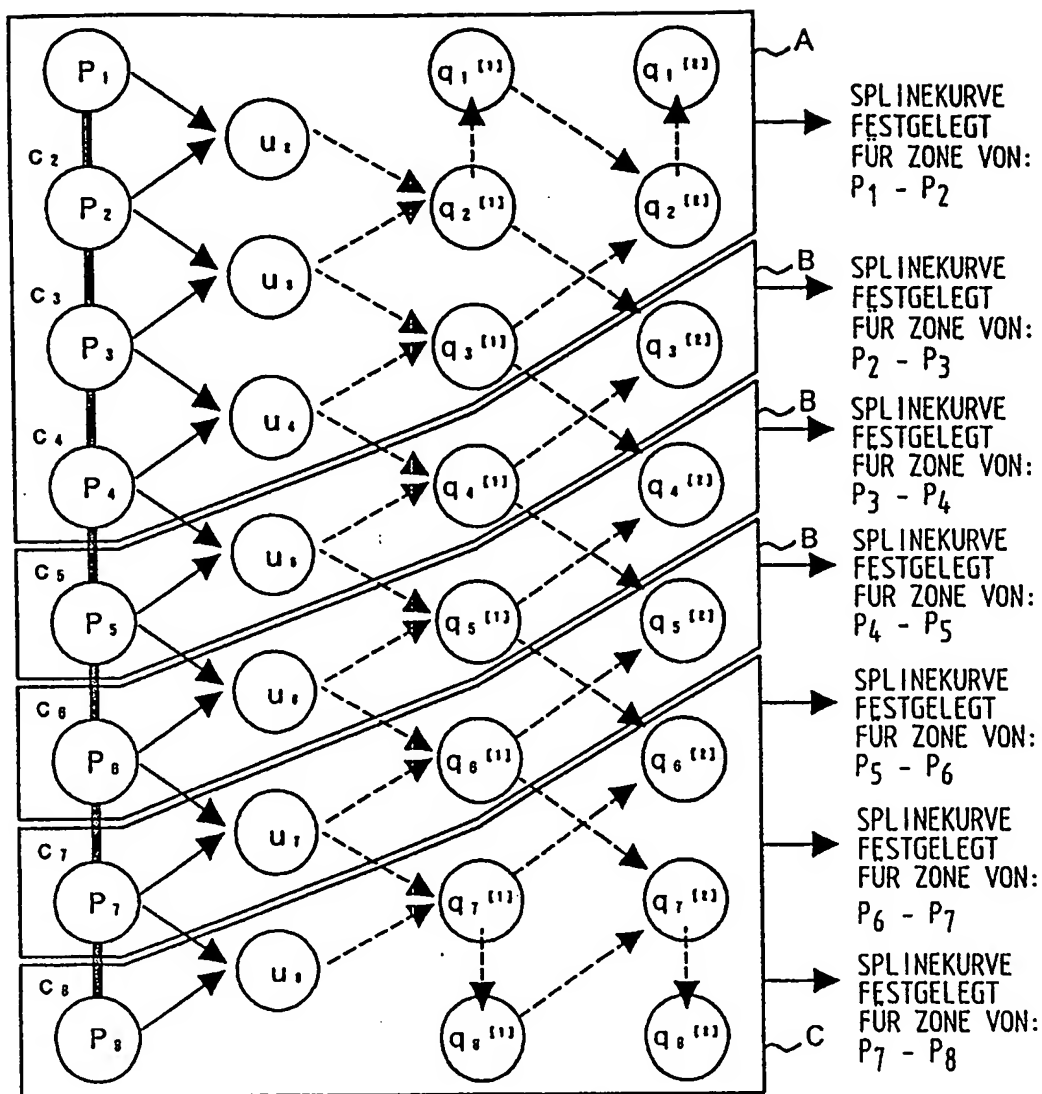 P₁
u₂
q₁[1]
q₁[2]
A
SPLINEKURVE
FESTGELEGT
FÜR ZONE VON:
P₁ - P₂
C₂
P₂
u₃
q₂[1]
q₂[2]
B
SPLINEKURVE
FESTGELEGT
FÜR ZONE VON:
P₂ - P₃
C₃
P₃
u₄
q₃[1]
q₃[2]
B
SPLINEKURVE
FESTGELEGT
FÜR ZONE VON:
P₃ - P₄
C₄
P₄
u₅
q₄[1]
q₄[2]
B
SPLINEKURVE
FESTGELEGT
FÜR ZONE VON:
P₄ - P₅
C₅
P₅
u₆
q₅[1]
q₅[2]
SPLINEKURVE
FESTGELEGT
FÜR ZONE VON:
P₅ - P₆
C₆
P₆
u₇
q₆[1]
q₆[2]
SPLINEKURVE
FESTGELEGT
FÜR ZONE VON:
P₆ - P₇
C₇
P₇
u₈
q₇[1]
q₇[2]
SPLINEKURVE
FESTGELEGT
FÜR ZONE VON:
P₇ - P₈
C₈
P₈
q₈[1]
q₈[2]
C